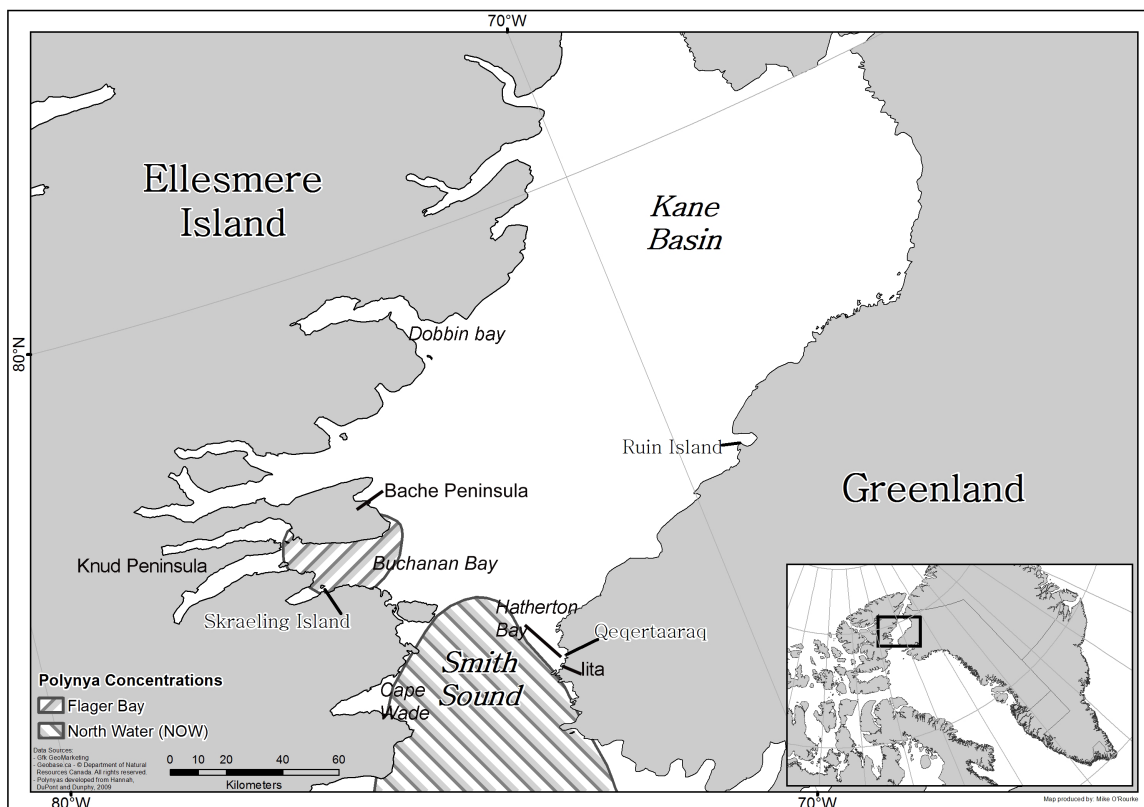 70°W
Ellesmere
Island
Kane
Basin
80°N
Dobbin bay
Ruin Island
Greenland
Bache Peninsula
Knud Peninsula
Buchanan Bay
Skraeling Island
Hatherton
Bay
Qeqertaaraq
Iita
Smith
Sound
Cape
Wade
Polynya Concentrations
Flager Bay
North Water (NOW)
Data Sources:
- Gfk GeoMarketing
- Geobase.ca - © Department of Natural
Resources Canada. All rights reserved.
- Polynyas developed from Hannah,
DuPont and Dunphy, 2009
0 10 20 40 60
Kilometers
80°W
70°W
Map produced by: Mike O'Rourke